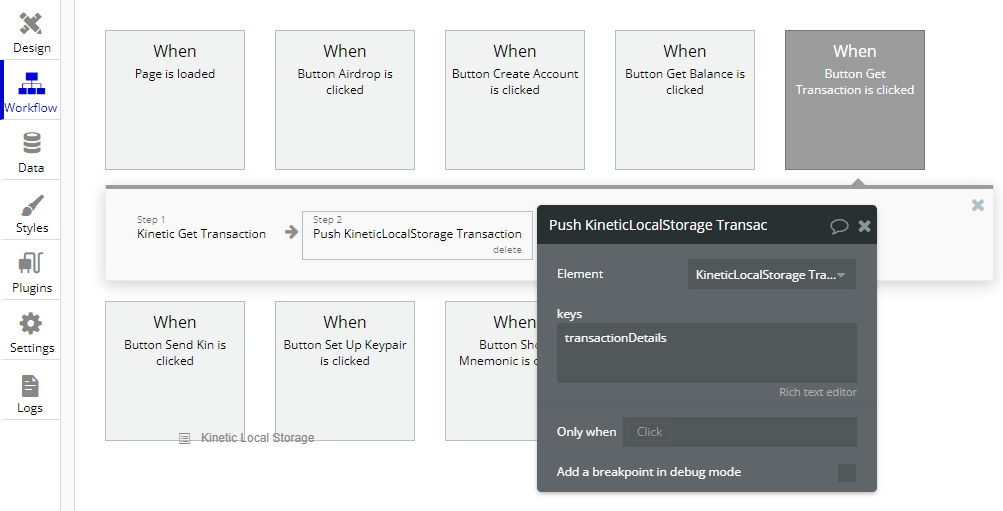 Design
Workflow
Data
Styles
Plugins
Settings
Logs
When
Page is loaded
When
Button Airdrop is
clicked
When
Button Create Account
is clicked
When
Button Get Balance is
clicked
When
Button Get
Transaction is clicked
Step 1
Kinetic Get Transaction
Step 2
Push KineticLocalStorage Transaction
delete
Push KineticLocalStorage Transac
Element
KineticLocalStorage Tra...
keys
transactionDetails
Rich text editor
Only when
Click
Add a breakpoint in debug mode
When
Button Send Kin is
clicked
When
Button Set Up Keypair
is clicked
When
Button Sho
Mnemonic is c
Kinetic Local Storage